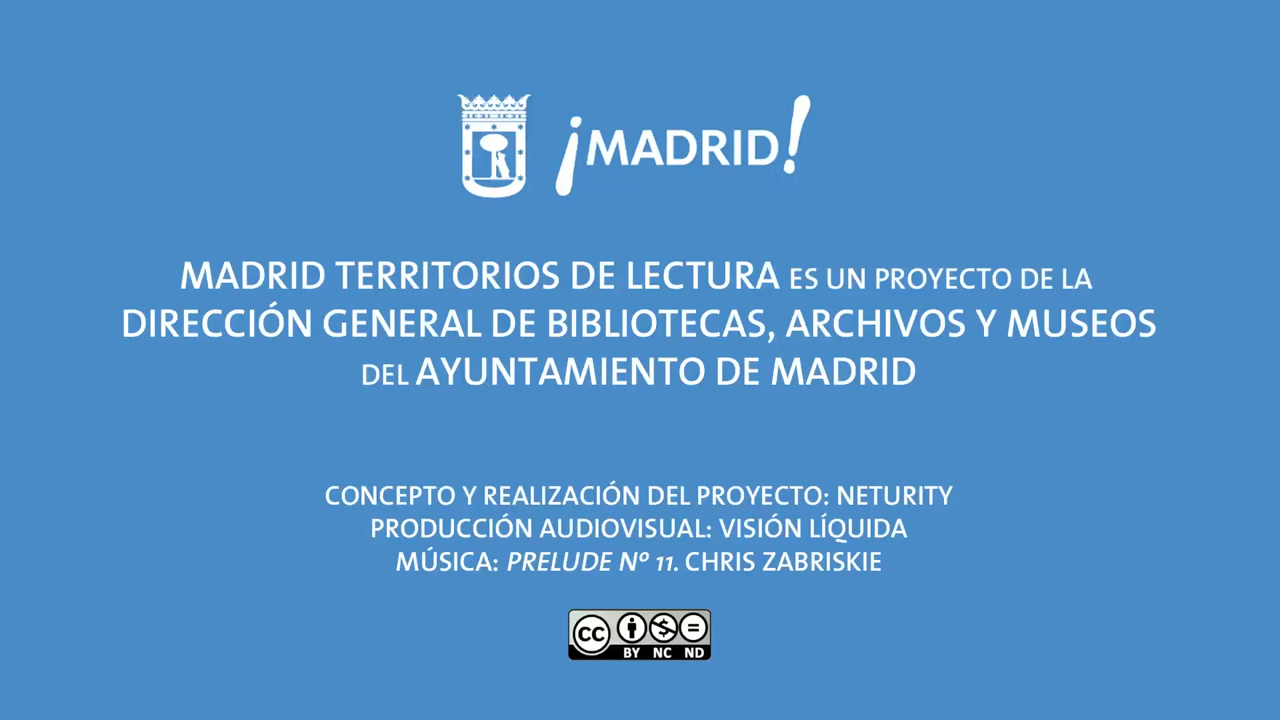 ¡MADRID!
MADRID TERRITORIOS DE LECTURA ES UN PROYECTO DE LA
DIRECCIÓN GENERAL DE BIBLIOTECAS, ARCHIVOS Y MUSEOS
DEL AYUNTAMIENTO DE MADRID
CONCEPTO Y REALIZACIÓN DEL PROYECTO: NETURITY
PRODUCCIÓN AUDIOVISUAL: VISIÓN LÍQUIDA
MÚSICA: PRELUDE Nº 11. CHRIS ZABRISKIE
CC BY NC ND